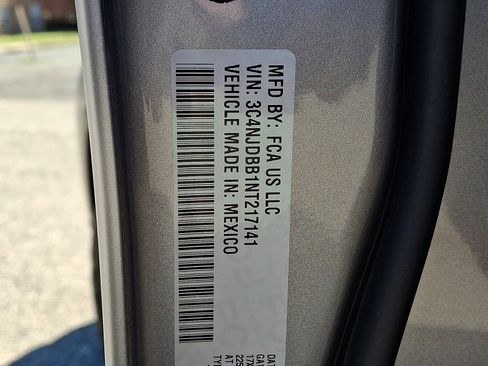 MFD BY: FCA US LLC
VIN: 3C4NJDBB1NT217141
VEHICLE MADE IN: MEXICO